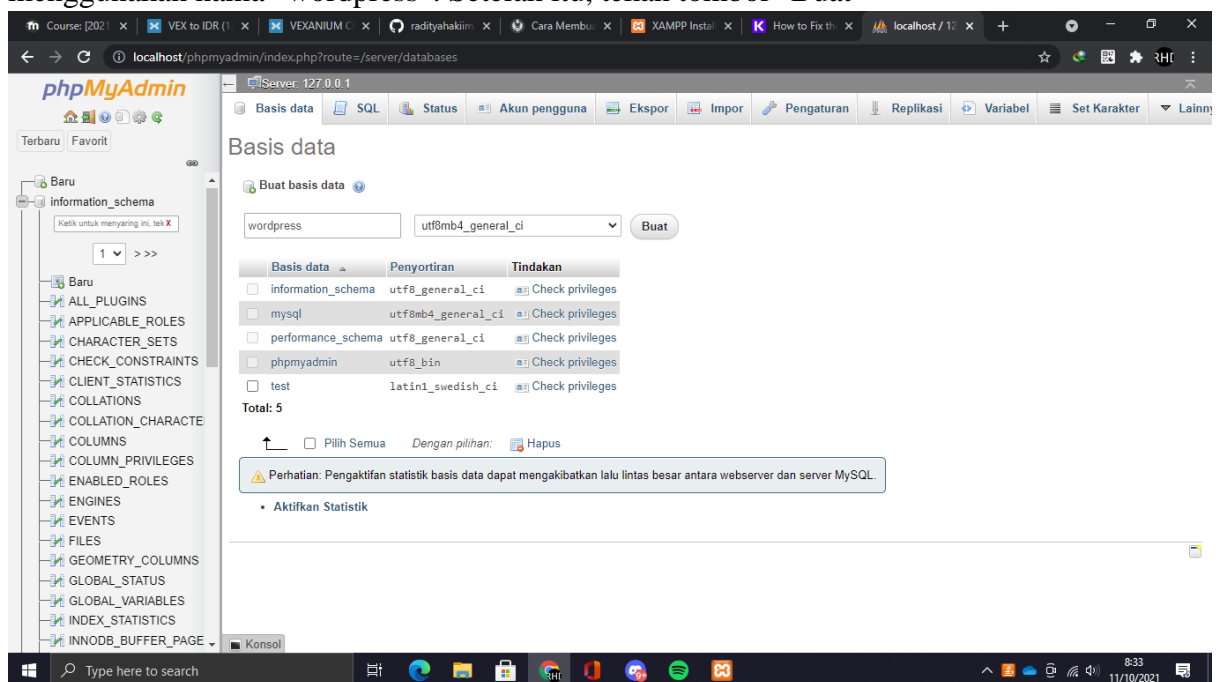 menggunakan nama "wordpress". Setelah itu, tekan tombol "Buat"
Course: [2021
VEX to IDR (1.
VEXANIUM C
radityahakiim
Cara Membua
XAMPP Install
How to Fix th
localhost / 12
localhost/phpmyadmin/index.php?route=/server/databases
RHD
phpMyAdmin
Terbaru Favorit
Baru
information_schema
Ketik untuk menyaring ini, tek X
1 > >>
Baru
ALL_PLUGINS
APPLICABLE_ROLES
CHARACTER_SETS
CHECK_CONSTRAINTS
CLIENT_STATISTICS
COLLATIONS
COLLATION_CHARACTE
COLUMNS
COLUMN_PRIVILEGES
ENABLED_ROLES
ENGINES
EVENTS
FILES
GEOMETRY_COLUMNS
GLOBAL_STATUS
GLOBAL_VARIABLES
INDEX_STATISTICS
INNODB_BUFFER_PAGE
Server: 127.0.0.1
Basis data SQL Status Akun pengguna Ekspor Impor Pengaturan Replikasi Variabel Set Karakter Lainny
Basis data
Buat basis data
wordpress utf8mb4_general_ci Buat
Basis data Penyortiran Tindakan
information_schema utf8_general_ci Check privileges
mysql utf8mb4_general_ci Check privileges
performance_schema utf8_general_ci Check privileges
phpmyadmin utf8_bin Check privileges
test latin1_swedish_ci Check privileges
Total: 5
Pilih Semua Dengan pilihan: Hapus
Perhatian: Pengaktifan statistik basis data dapat mengakibatkan lalu lintas besar antara webserver dan server MySQL.
Aktifkan Statistik
Konsol
Type here to search
8:33
11/10/2021